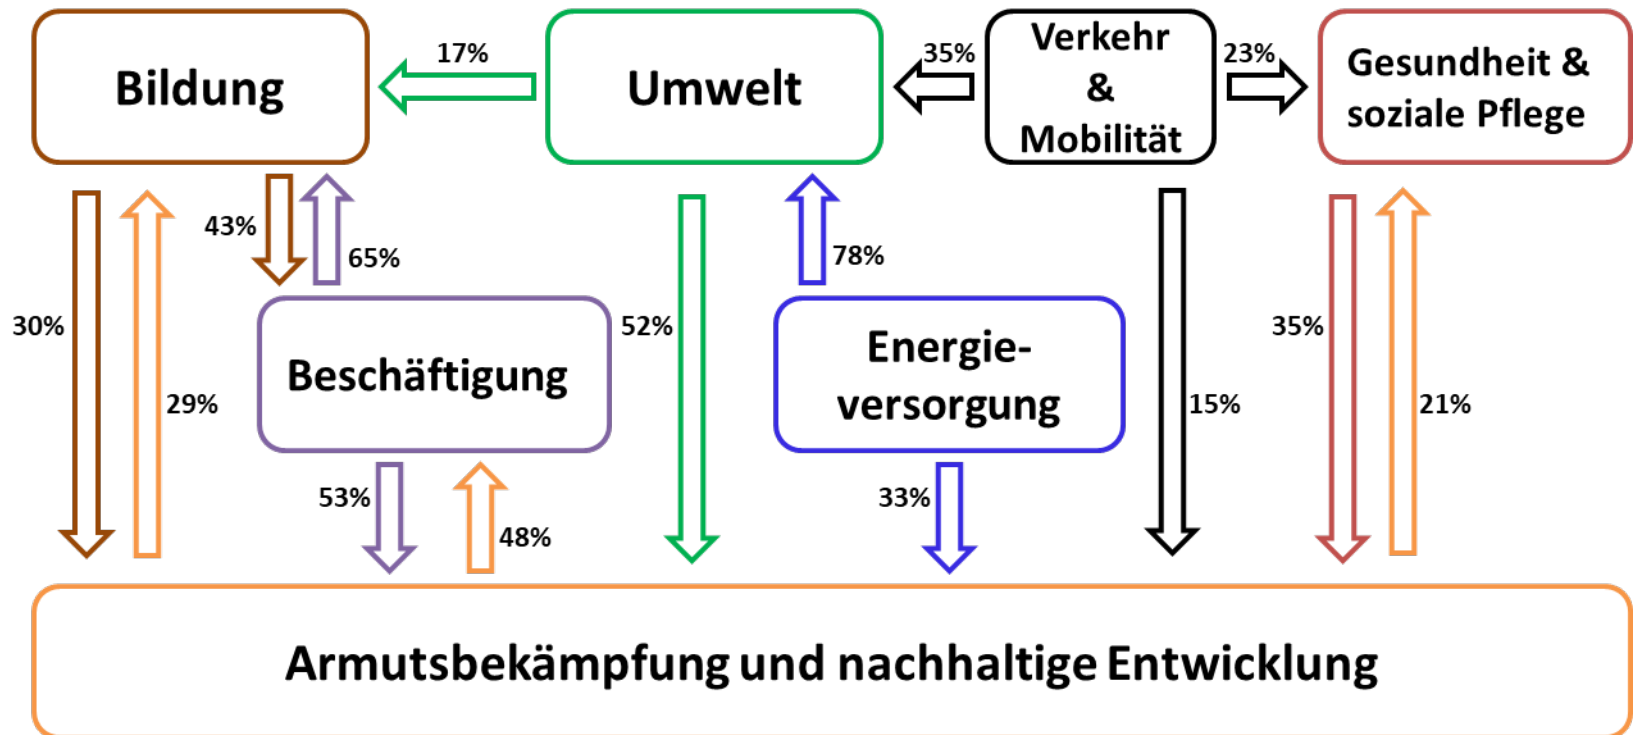 Bildung
17%
Umwelt
35%
Verkehr
&
Mobilität
23%
Gesundheit &
soziale Pflege
43%
65%
78%
30%
29%
Beschäftigung
52%
Energie-
versorgung
35%
15%
21%
53%
48%
33%
Armutsbekämpfung und nachhaltige Entwicklung